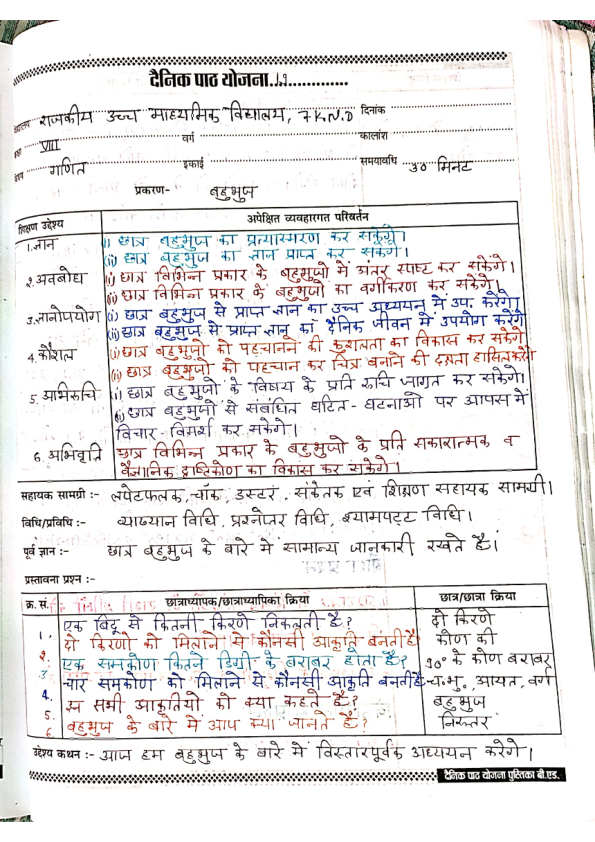 दैनिक पाठ योजना.19.............
राजकीय उच्च माध्यमिक विद्यालय, 7 K.N.D दिनांक
VIII वर्ग कालांश
गणित इकाई समयावधि 30 मिनट
प्रकरण- बहुभुज
शिक्षण उद्देश्य अपेक्षित व्यवहारगत परिवर्तन
1. ज्ञान (i) छात्र बहुभुज का प्रत्यास्मरण कर सकेंगे।
(ii) छात्र बहुभुज का ज्ञान प्राप्त कर सकेंगे।
2. अवबोध (i) छात्र विभिन्न प्रकार के बहुभुजो में अंतर स्पष्ट कर सकेंगे।
(ii) छात्र विभिन्न प्रकार के बहुभुजो का वर्गीकरण कर सकेंगे।
3. ज्ञानोपयोग (i) छात्र बहुभुज से प्राप्त ज्ञान का उच्च अध्ययन में उप. करेंगे।
(ii) छात्र बहुभुज से प्राप्त ज्ञान का दैनिक जीवन में उपयोग करेंगे
4. कौशल (i) छात्र बहुभुजो को पहचानने की कुशलता का विकास कर सकेंगे
(ii) छात्र बहुभुजो को पहचान कर चित्र बनाने की दक्षता हासिल करेंगे
5. अभिरूचि (i) छात्र बहुभुजो के विषय के प्रति रुचि जागृत कर सकेंगे।
(ii) छात्र बहुभुजो से संबंधित घटित - घटनाओ पर आपस में
विचार - विमर्श कर सकेंगे।
6. अभिवृति छात्र विभिन्न प्रकार के बहुभुजो के प्रति सकारात्मक व
वैज्ञानिक दृष्टिकोण का विकास कर सकेंगे।
सहायक सामग्री :- लपेटफलक, चॉक, डस्टर, संकेतक एवं शिक्षण सहायक सामग्री।
विधि/प्रविधि :- व्याख्यान विधि, प्रश्नोतर विधि, श्यामपट्ट विधि।
पूर्व ज्ञान :- छात्र बहुभुज के बारे में सामान्य जानकारी रखते है।
प्रस्तावना प्रश्न :-
क्र. सं. छात्राध्यापक/छात्राध्यापिका क्रिया छात्र/छात्रा क्रिया
1. एक बिंदू से कितनी किरणे निकलती है? दो किरणे
2. दो किरणो को मिलाने से कौनसी आकृति बनती है। कोण की
3. एक समकोण कितने डिग्री के बराबर होता है? 90° के कोण बराबर
4. चार समकोण को मिलाने से कौनसी आकृति बनती है च.भु., आयत, वर्ग
5. इन सभी आकृतियो को क्या कहते है? बहुभुज
6. बहुभुज के बारे में आप क्या जानते है? निरूतर
उद्देश्य कथन :- आज हम बहुभुज के बारे में विस्तारपूर्वक अध्ययन करेंगे।
दैनिक पाठ योजना पुस्तिका बी.एड.